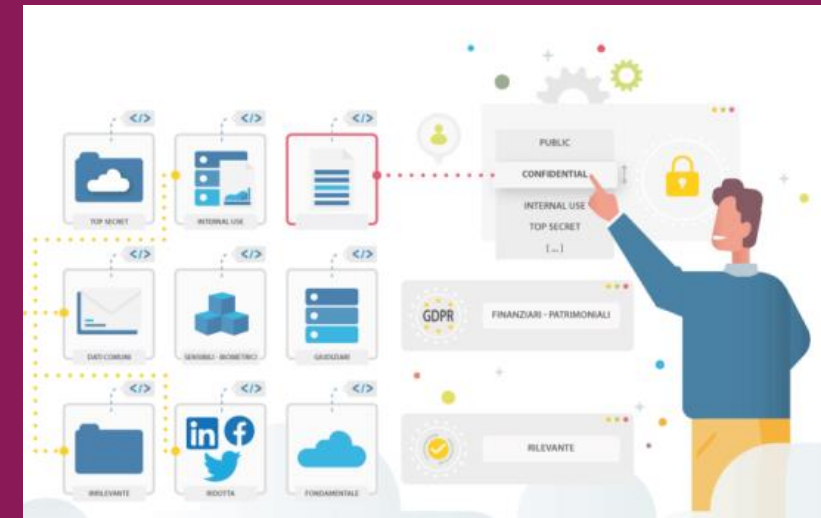 </>
</>
</>
TOP SECRET
INTERNAL USE
PUBLIC
CONFIDENTIAL
INTERNAL USE
TOP SECRET
[...]
</>
</>
</>
DATI COMUNI
SENSIBILI - BIOMETRICI
GIUDIZIARI
GDPR
FINANZIARI - PATRIMONIALI
</>
</>
</>
in f
IRRILEVANTE
RIDOTTA
FONDAMENTALE
RILEVANTE